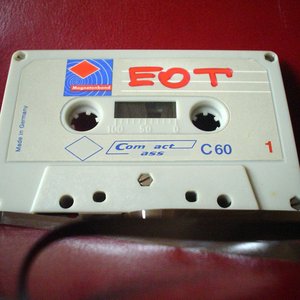 EOT
Magnetband
Made in Germany
100 50 0
Com act
ass
C60
1